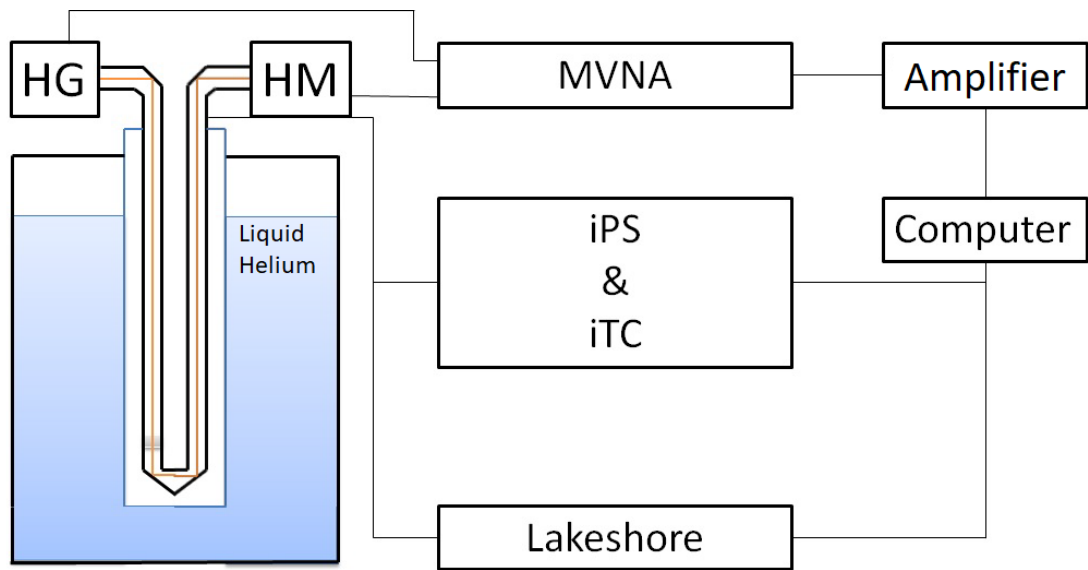 HG
HM
MVNA
Amplifier
Liquid
Helium
iPS
&
iTC
Computer
Lakeshore